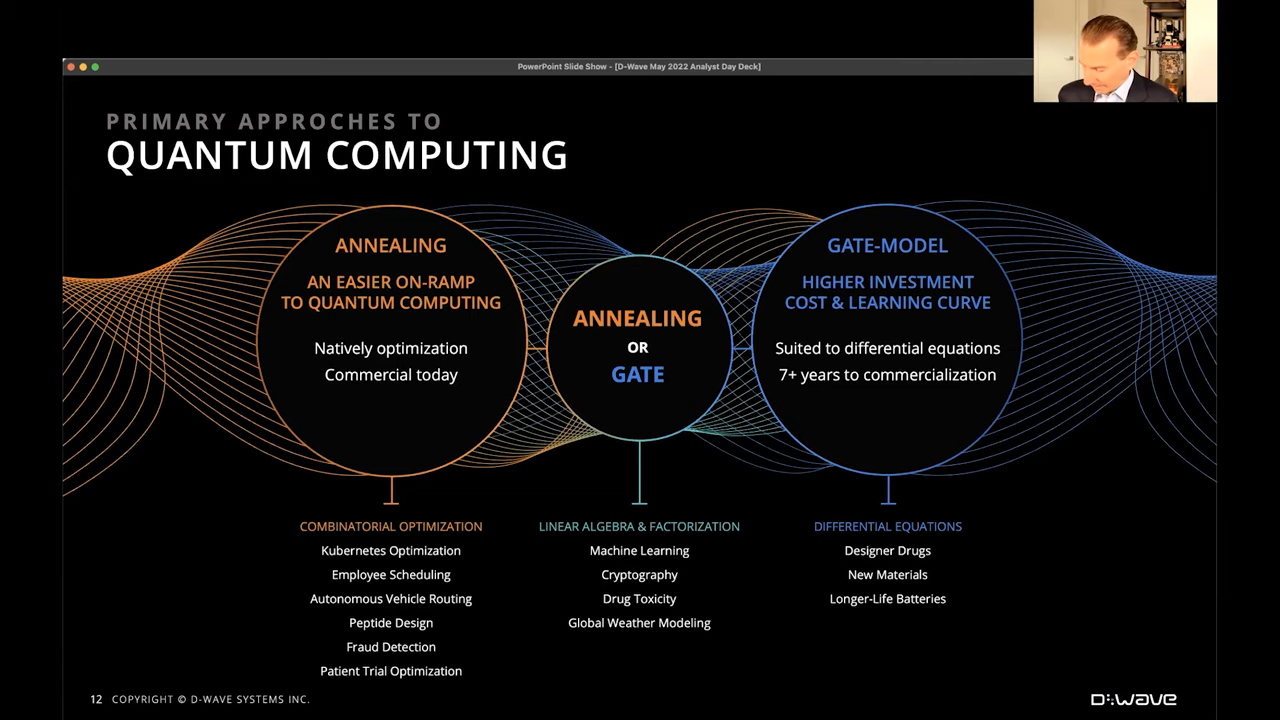 PowerPoint Slide Show - [D-Wave May 2022 Analyst Day Deck]
PRIMARY APPROCHES TO
QUANTUM COMPUTING
ANNEALING
AN EASIER ON-RAMP
TO QUANTUM COMPUTING
Natively optimization
Commercial today
ANNEALING
OR
GATE
GATE-MODEL
HIGHER INVESTMENT
COST & LEARNING CURVE
Suited to differential equations
7+ years to commercialization
COMBINATORIAL OPTIMIZATION
Kubernetes Optimization
Employee Scheduling
Autonomous Vehicle Routing
Peptide Design
Fraud Detection
Patient Trial Optimization
LINEAR ALGEBRA & FACTORIZATION
Machine Learning
Cryptography
Drug Toxicity
Global Weather Modeling
DIFFERENTIAL EQUATIONS
Designer Drugs
New Materials
Longer-Life Batteries
12 COPYRIGHT © D-WAVE SYSTEMS INC.
D:wave